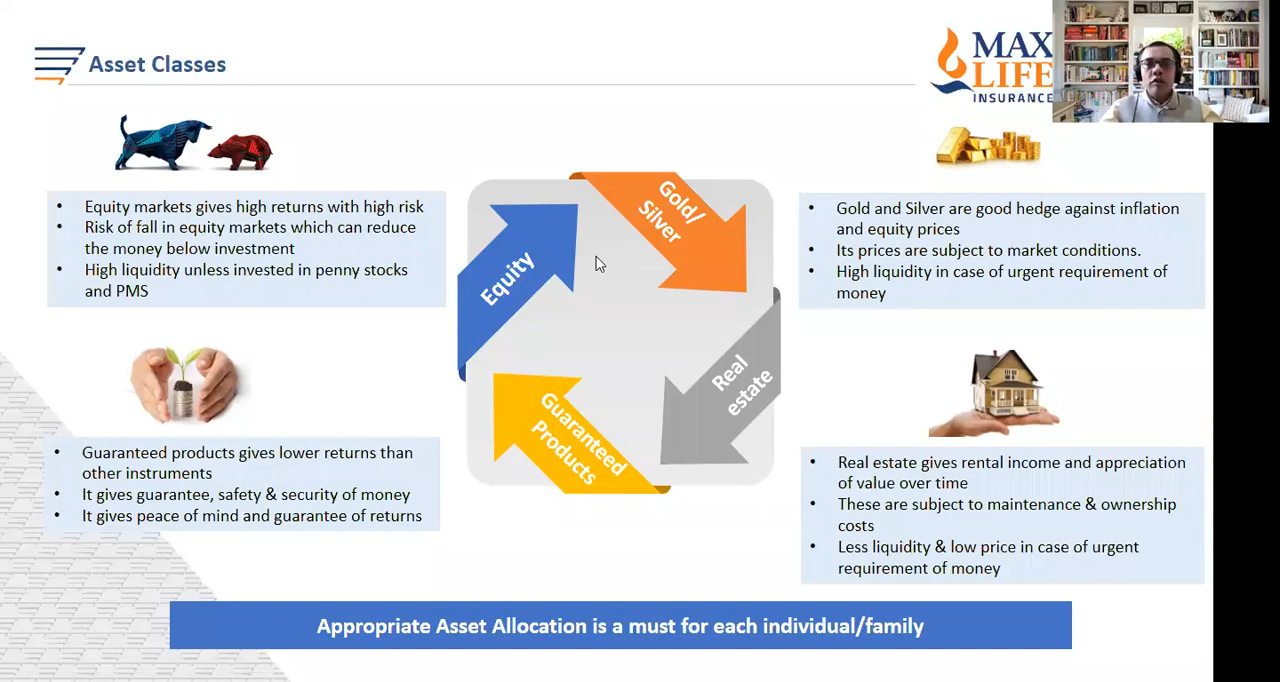 Asset Classes
MAX
LIFE
INSURANCE
• Equity markets gives high returns with high risk
• Risk of fall in equity markets which can reduce
the money below investment
• High liquidity unless invested in penny stocks
and PMS
• Gold and Silver are good hedge against inflation
and equity prices
• Its prices are subject to market conditions.
• High liquidity in case of urgent requirement of
money
Equity
Gold/
Silver
Real
estate
Guaranteed
Products
• Guaranteed products gives lower returns than
other instruments
• It gives guarantee, safety & security of money
• It gives peace of mind and guarantee of returns
• Real estate gives rental income and appreciation
of value over time
• These are subject to maintenance & ownership
costs
• Less liquidity & low price in case of urgent
requirement of money
Appropriate Asset Allocation is a must for each individual/family